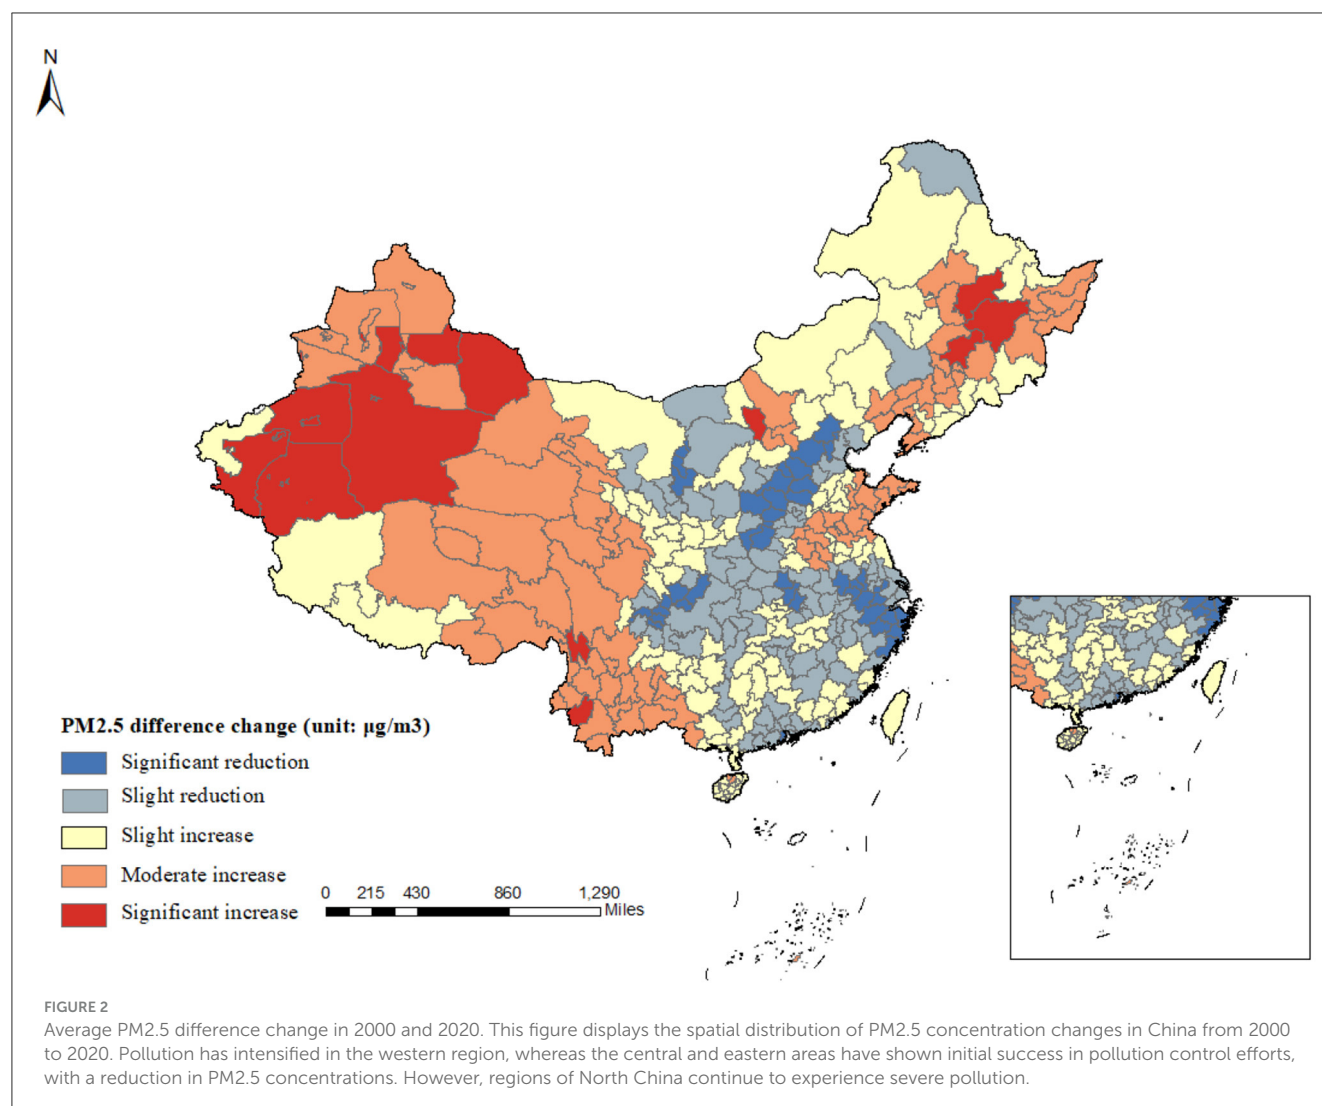 N
PM2.5 difference change (unit: μg/m3)
Significant reduction
Slight reduction
Slight increase
Moderate increase
Significant increase
0 215 430 860 1,290
Miles
FIGURE 2
Average PM2.5 difference change in 2000 and 2020. This figure displays the spatial distribution of PM2.5 concentration changes in China from 2000
to 2020. Pollution has intensified in the western region, whereas the central and eastern areas have shown initial success in pollution control efforts,
with a reduction in PM2.5 concentrations. However, regions of North China continue to experience severe pollution.